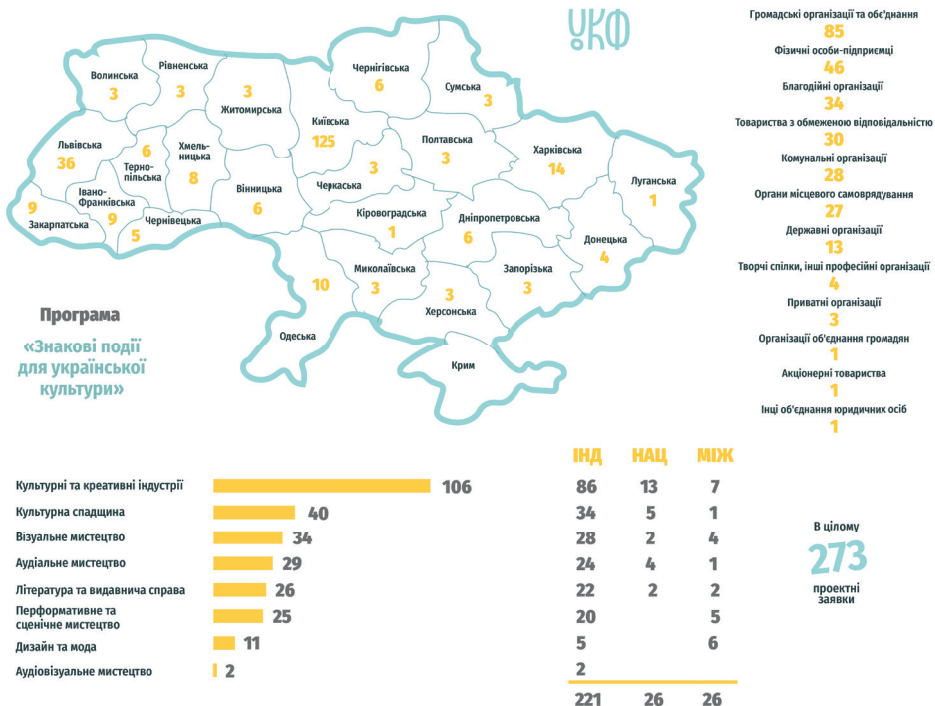 УКФ
Волинська
3
Рівненська
3
3
Житомирська
Київська
125
Чернігівська
6
Сумська
3
Львівська
36
6
Терно-
пільська
Хмель-
ницька
8
Вінницька
6
3
Черкаська
Полтавська
3
Харківська
14
Луганська
1
9
Закарпатська
Івано-
Франківська
9
Чернівецька
5
Кіровоградська
1
Дніпропетровська
6
Донецька
4
10
Одеська
Миколаївська
3
3
Херсонська
Запорізька
3
Крим
Програма
«Знакові події
для української
культури»
Громадські організації та обєʼднання
85
Фізичні особи-підприємці
46
Благодійні організації
34
Товариства з обмеженою відповідальністю
30
Комунальні організації
28
Органи місцевого самоврядування
27
Державні організації
13
Творчі спілки, інші професійні організації
4
Приватні організації
3
Організації об'єднання громадян
1
Акціонерні товариства
1
Інці об'єднання юридичних осіб
1
ІНД НАЦ МІЖ
Культурні та креативні індустрії 106 86 13 7
Культурна спадщина 40 34 5 1
Візуальне мистецтво 34 28 2 4
Аудіальне мистецтво 29 24 4 1
Література та видавнича справа 26 22 2 2
Перформативне та
сценічне мистецтво 25 20 5
Дизайн та мода 11 5 6
Аудіовізуальне мистецтво 2 2
221 26 26
В цілому
273
проектні
заявки